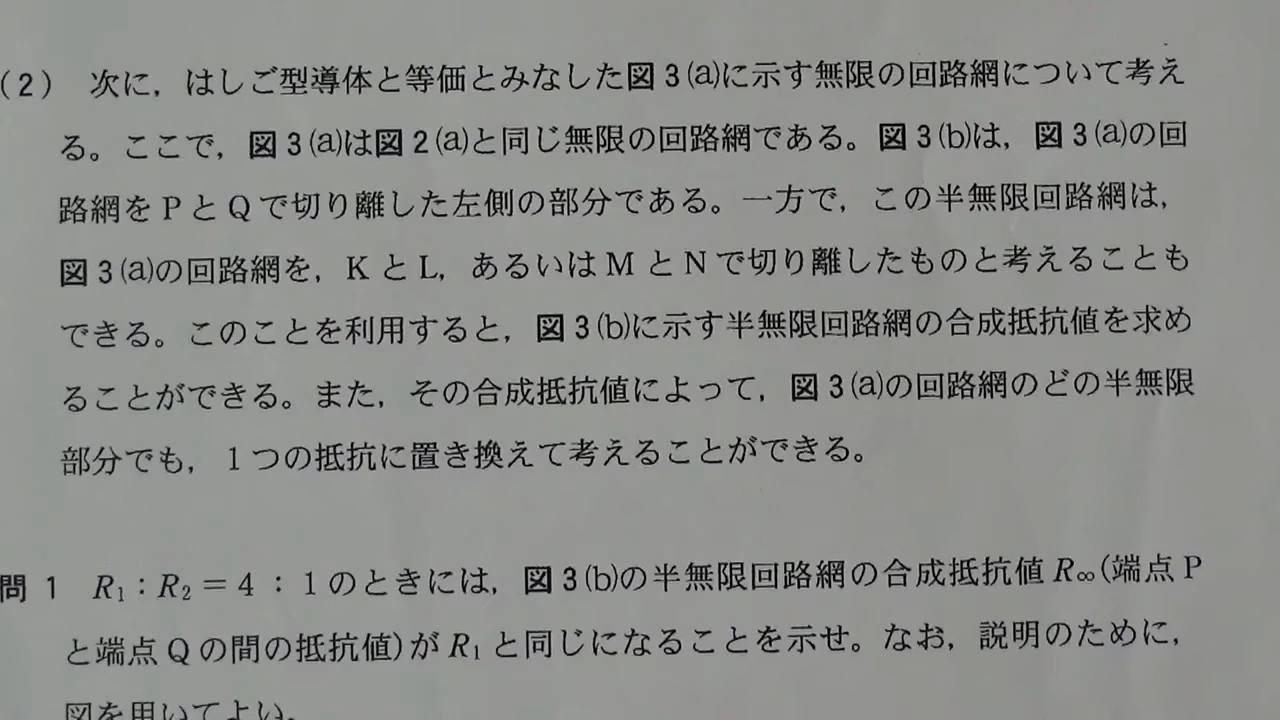 (2) 次に，はしご型導体と等価とみなした図3(a)に示す無限の回路網について考え
る。ここで，図3(a)は図2(a)と同じ無限の回路網である。図3(b)は，図3(a)の回
路網をPとQで切り離した左側の部分である。一方で，この半無限回路網は，
図3(a)の回路網を，KとL，あるいはMとNで切り離したものと考えることも
できる。このことを利用すると，図3(b)に示す半無限回路網の合成抵抗値を求め
ることができる。また，その合成抵抗値によって，図3(a)の回路網のどの半無限
部分でも，1つの抵抗に置き換えて考えることができる。
問1 R₁：R₂＝4：1のときには，図3(b)の半無限回路網の合成抵抗値R∞(端点P
と端点Qの間の抵抗値)がR₁と同じになることを示せ。なお，説明のために，
図を用いてよい。